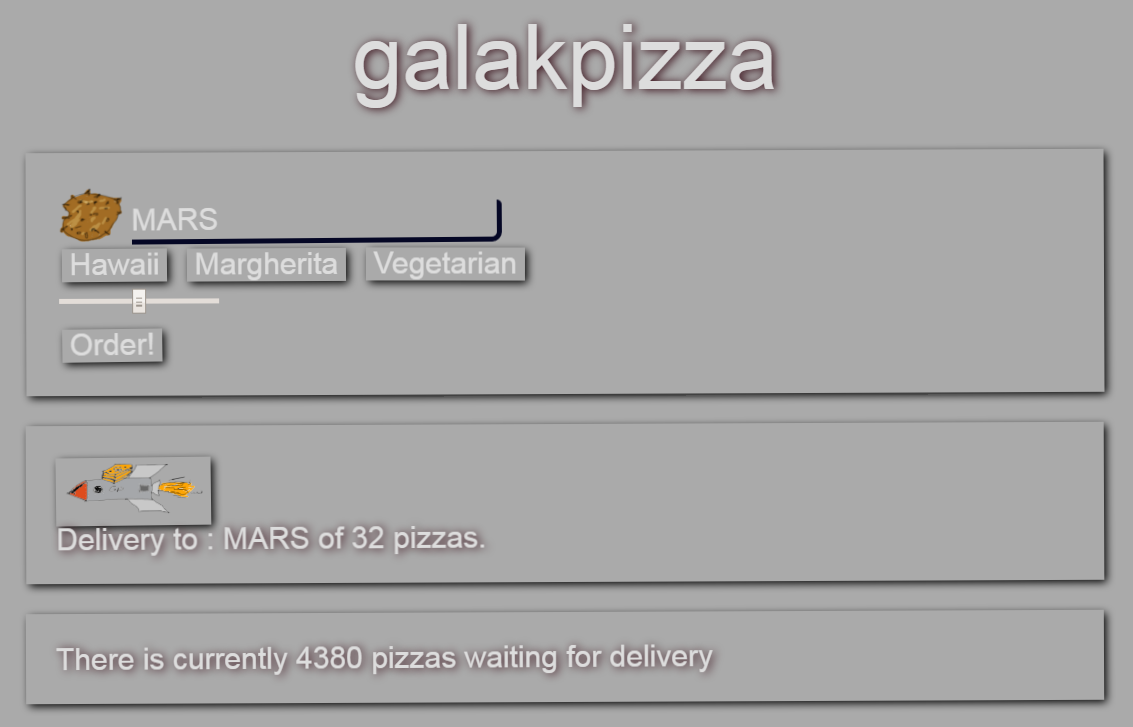 galakpizza
MARS
Hawaii Margherita Vegetarian
Order!
Delivery to : MARS of 32 pizzas.
There is currently 4380 pizzas waiting for delivery